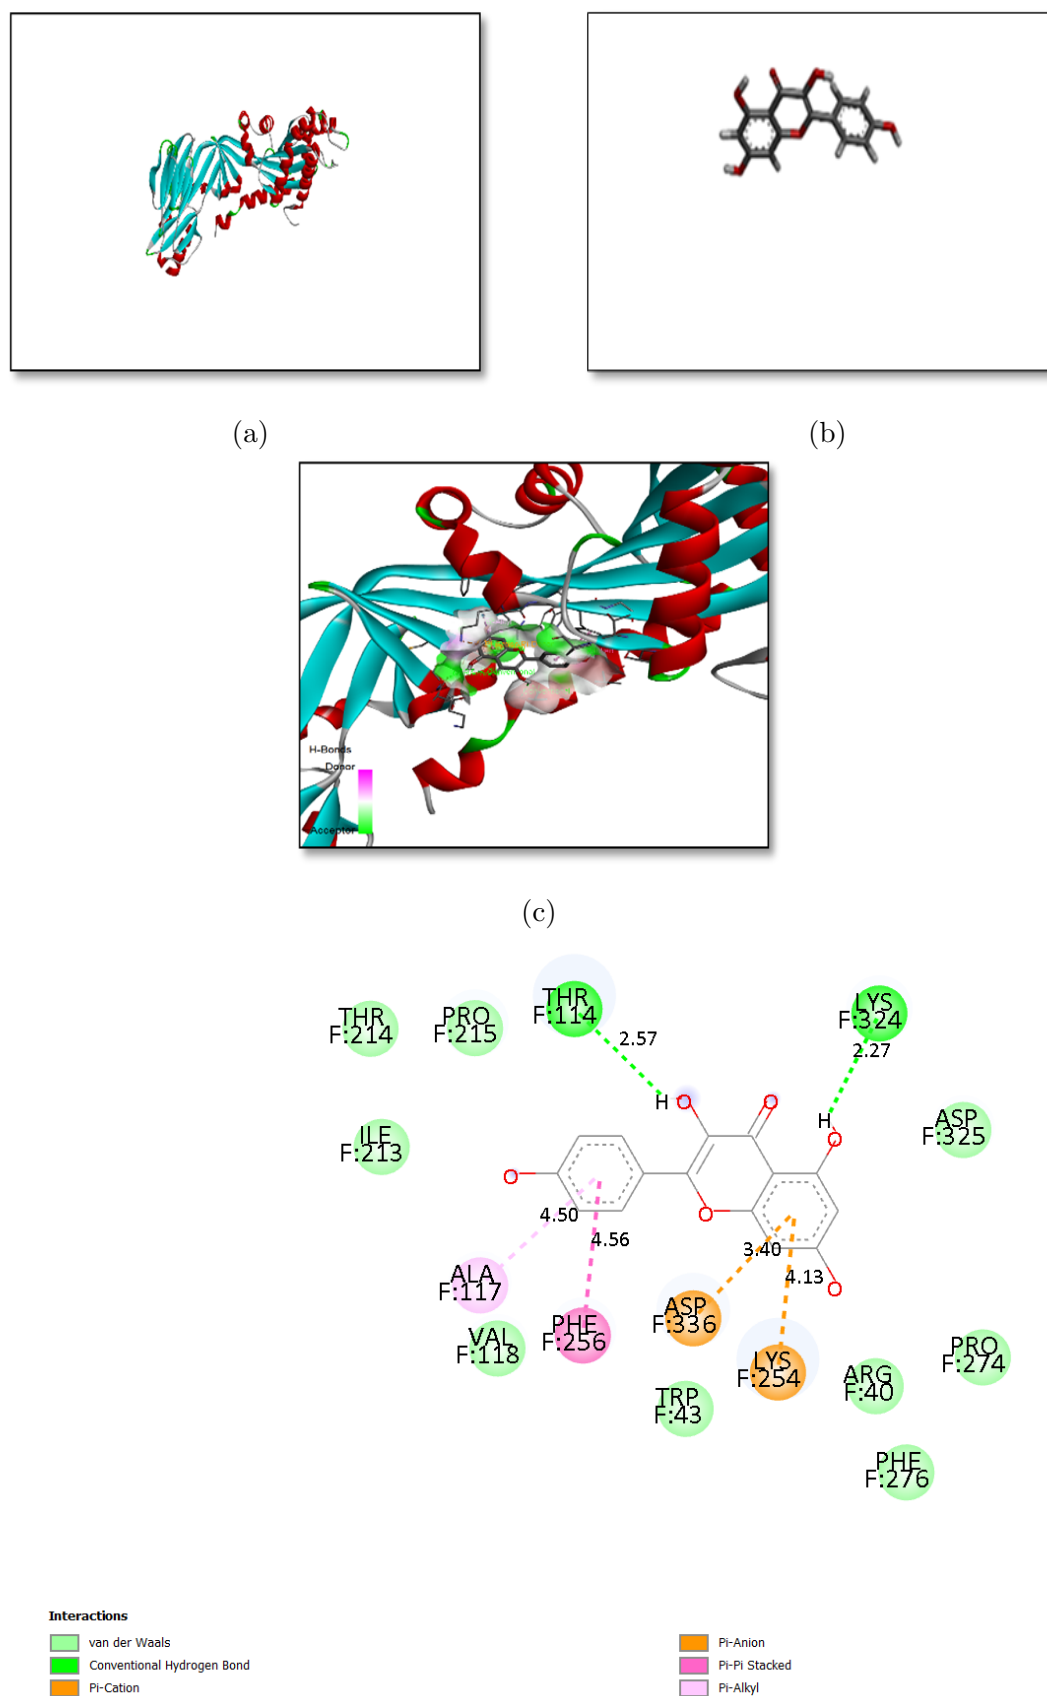 (a)
(b)
H-Bonds
Donor
Acceptor
(c)
THR
F:214
PRO
F:215
THR
F:114
LYS
F:324
2.57
2.27
H
O
O
H
O
ILE
F:213
ASP
F:325
O
O
4.50
4.56
3.40
4.13
O
ALA
F:117
VAL
F:118
PHE
F:256
ASP
F:336
LYS
F:254
TRP
F:43
ARG
F:40
PRO
F:274
PHE
F:276
Interactions
van der Waals
Conventional Hydrogen Bond
Pi-Cation
Pi-Anion
Pi-Pi Stacked
Pi-Alkyl